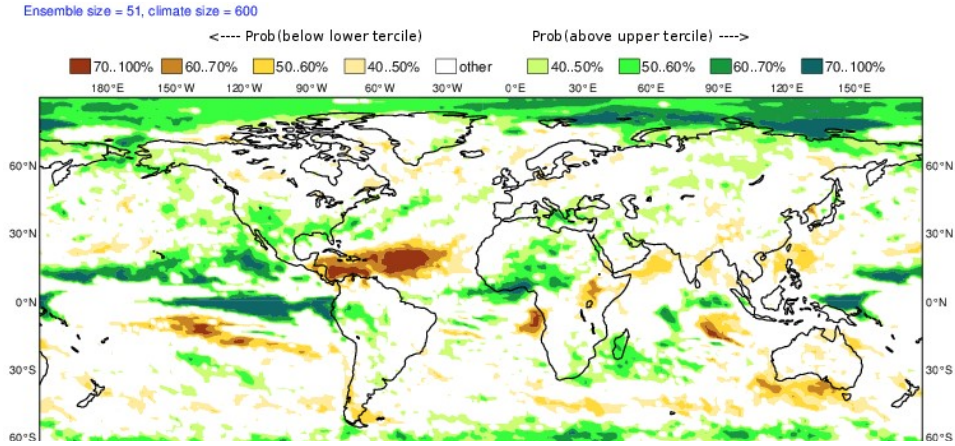 Ensemble size = 51, climate size = 600
<---- Prob(below lower tercile) Prob(above upper tercile) ---->
70..100% 60..70% 50..60% 40..50% other 40..50% 50..60% 60..70% 70..100%
180°E 150°W 120°W 90°W 60°W 30°W 0°E 30°E 60°E 90°E 120°E 150°E
60°N 60°N
30°N 30°N
0°N 0°N
30°S 30°S
60°S 60°S